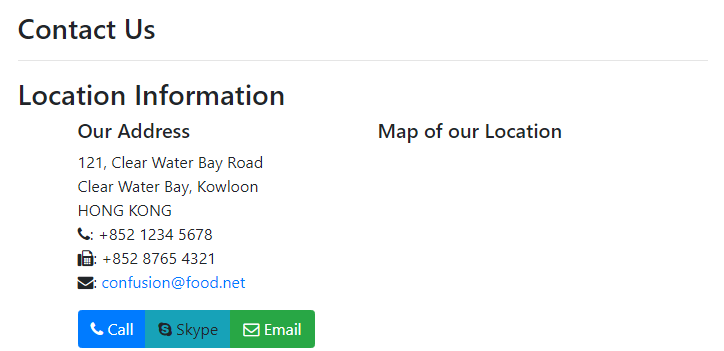 Contact Us
Location Information
Our Address
121, Clear Water Bay Road
Clear Water Bay, Kowloon
HONG KONG
: +852 1234 5678
: +852 8765 4321
: confusion@food.net
Call Skype Email
Map of our Location